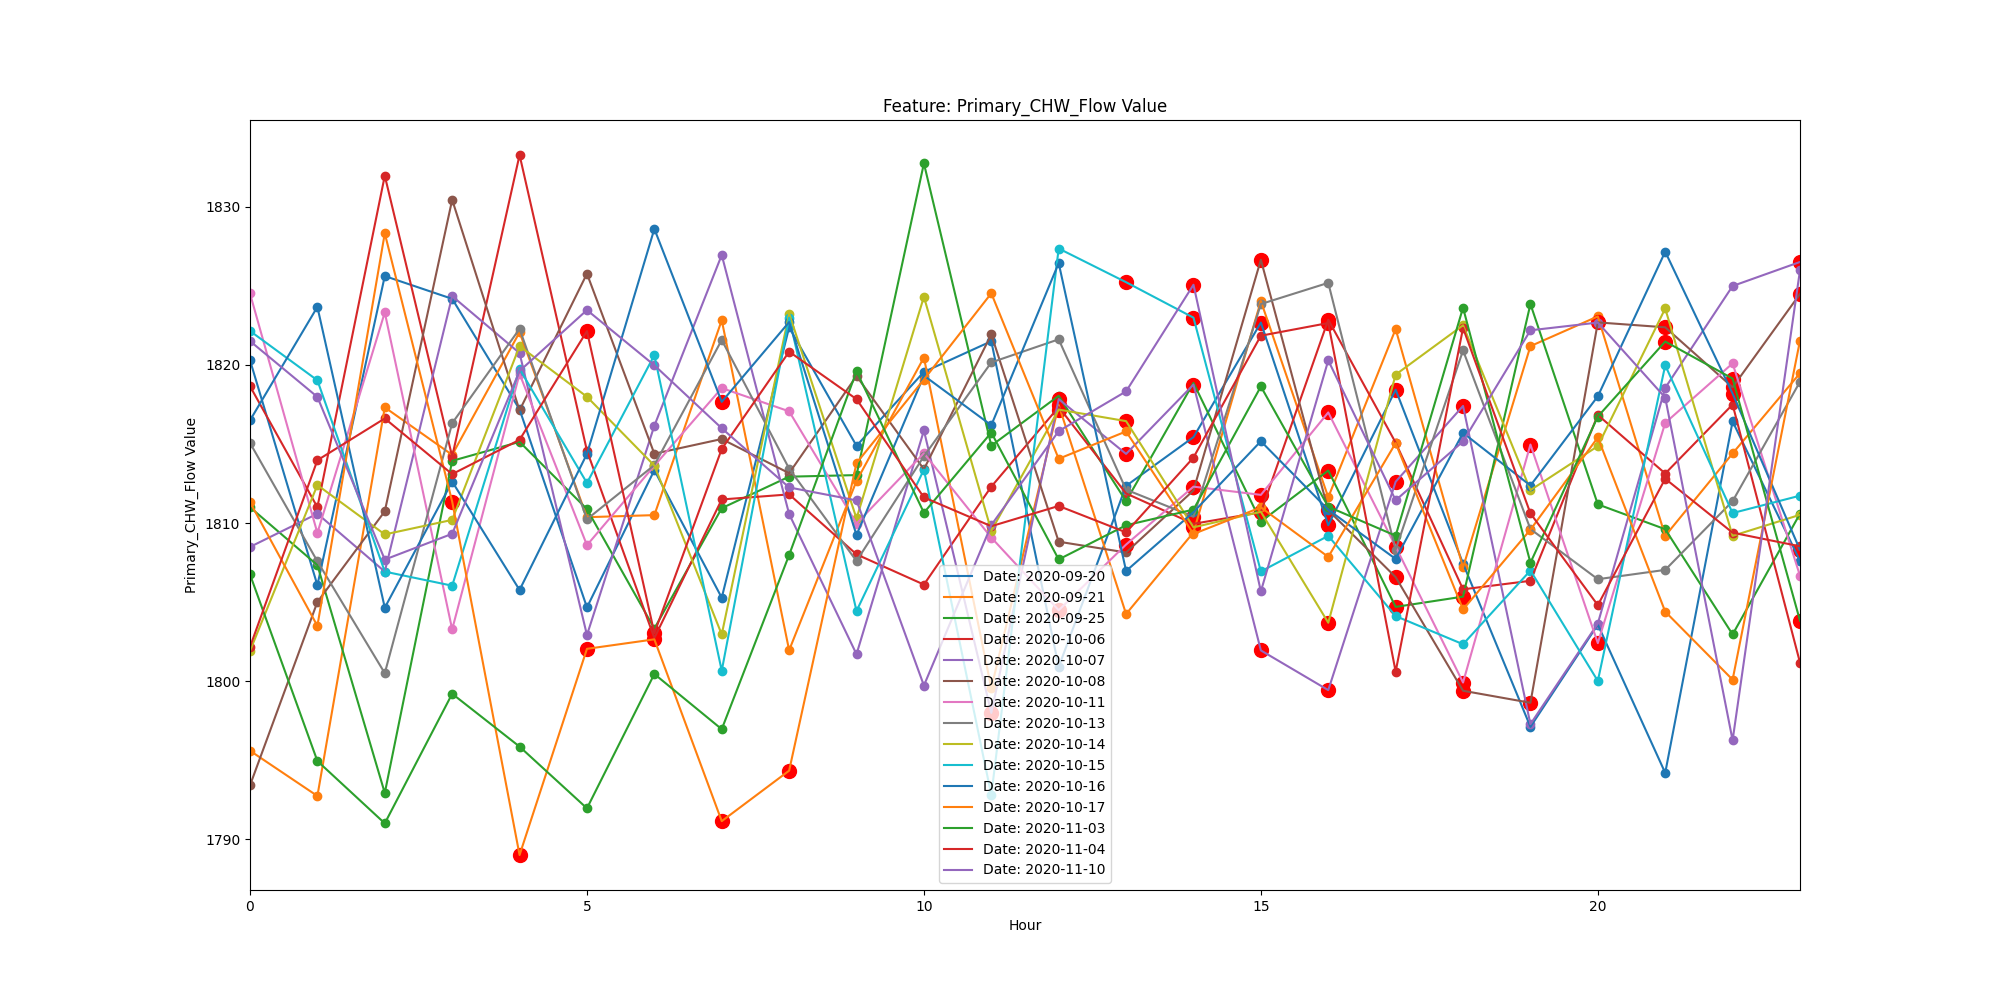 Feature: Primary_CHW_Flow Value
Primary_CHW_Flow Value
1830
1820
1810
1800
1790
Date: 2020-09-20
Date: 2020-09-21
Date: 2020-09-25
Date: 2020-10-06
Date: 2020-10-07
Date: 2020-10-08
Date: 2020-10-11
Date: 2020-10-13
Date: 2020-10-14
Date: 2020-10-15
Date: 2020-10-16
Date: 2020-10-17
Date: 2020-11-03
Date: 2020-11-04
Date: 2020-11-10
0 5 10 15 20
Hour